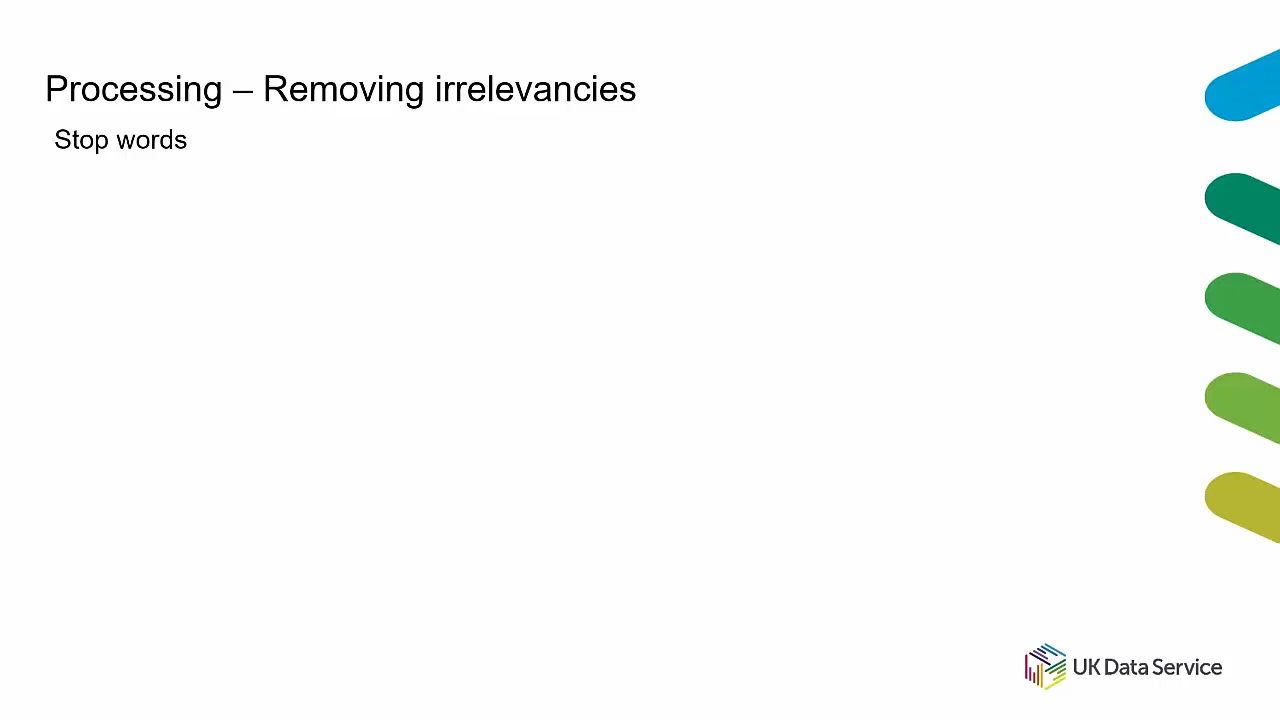 Processing – Removing irrelevancies
Stop words
UK Data Service